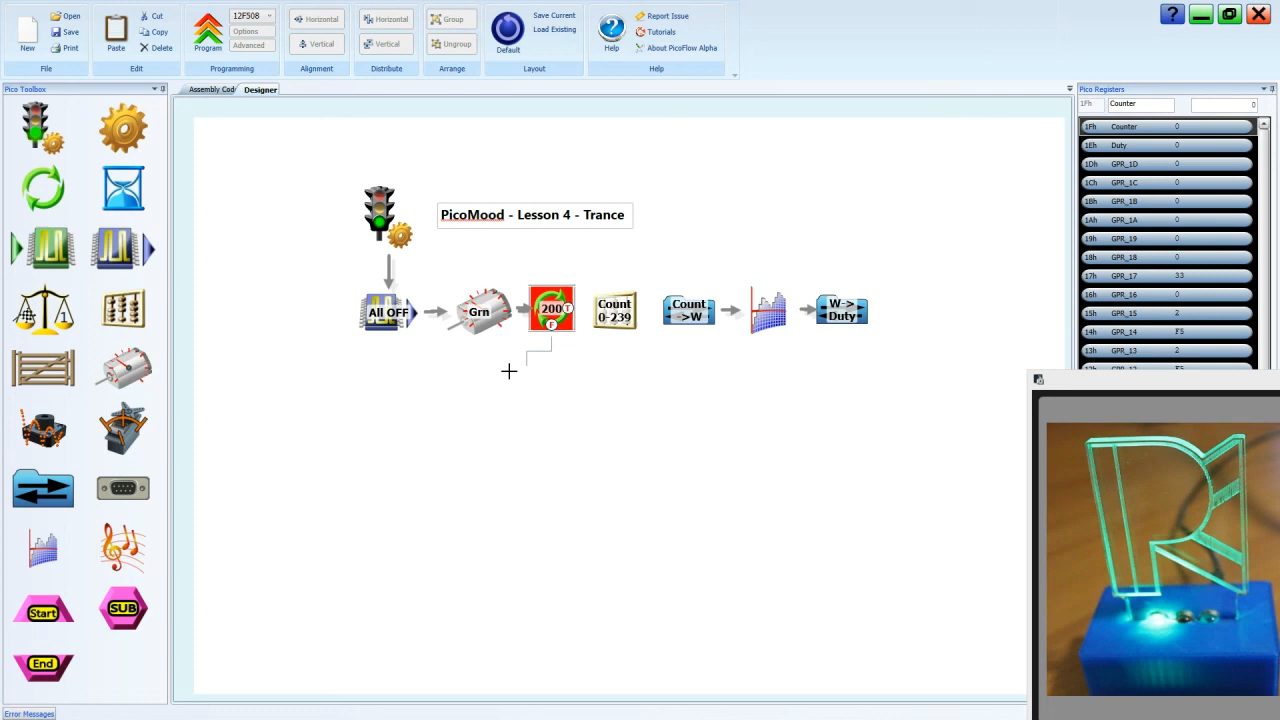 New
Open
Save
Print
File
Paste
Cut
Copy
Delete
Edit
Program
12F508
Options
Advanced
Programming
Horizontal
Vertical
Alignment
Horizontal
Vertical
Distribute
Group
Ungroup
Arrange
Default
Save Current
Load Existing
Layout
Help
Report Issue
Tutorials
About PicoFlow Alpha
Help
Pico Toolbox
Assembly Cod
Designer
Pico Registers
1Fh Counter 0
1Fh Counter 0
1Eh Duty 0
1Dh GPR_1D 0
1Ch GPR_1C 0
1Bh GPR_1B 0
1Ah GPR_1A 0
19h GPR_19 0
18h GPR_18 0
17h GPR_17 33
16h GPR_16 0
15h GPR_15 2
14h GPR_14 F5
13h GPR_13 2
PicoMood - Lesson 4 - Trance
All OFF
Grn
200
T
F
Count
0-239
Count
->W
W->
Duty
Start
SUB
End
Error Messages